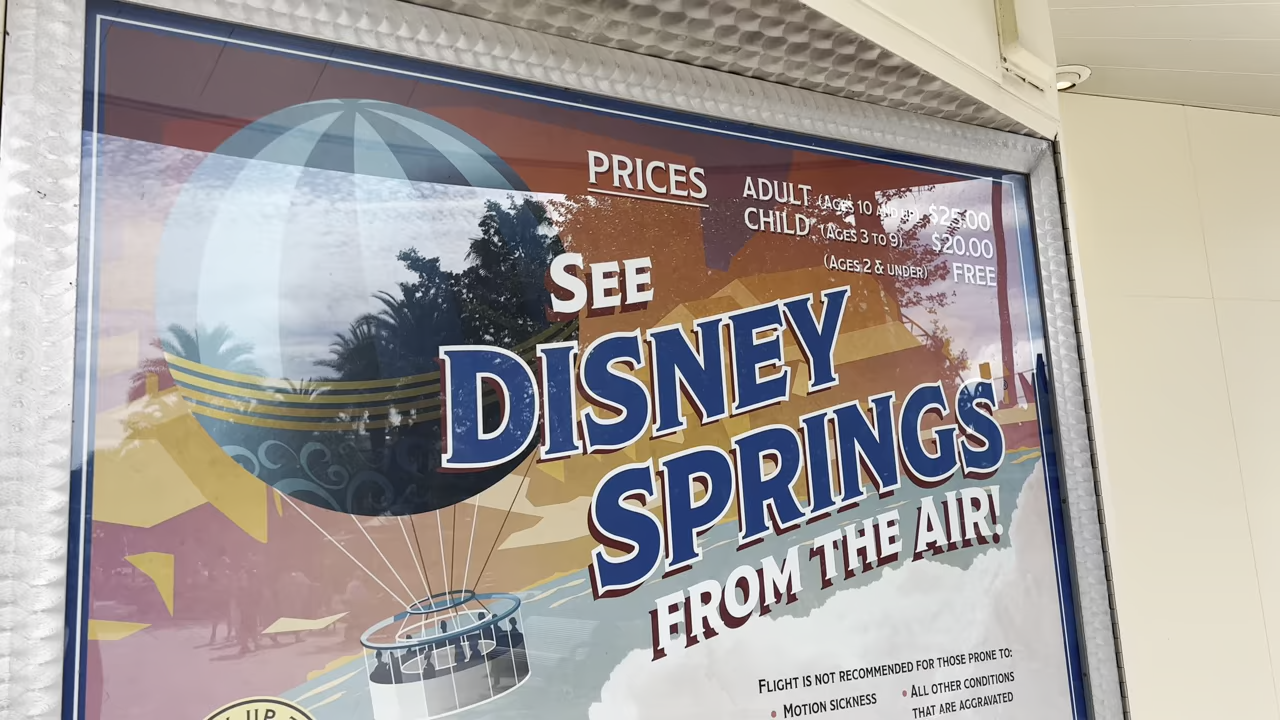 PRICES
ADULT (AGES 10 AND UP) $25.00
CHILD (AGES 3 TO 9) $20.00
(AGES 2 & UNDER) FREE
SEE
DISNEY
SPRINGS
FROM THE AIR!
FLIGHT IS NOT RECOMMENDED FOR THOSE PRONE TO:
• MOTION SICKNESS
• ALL OTHER CONDITIONS
THAT ARE AGGRAVATED
UP